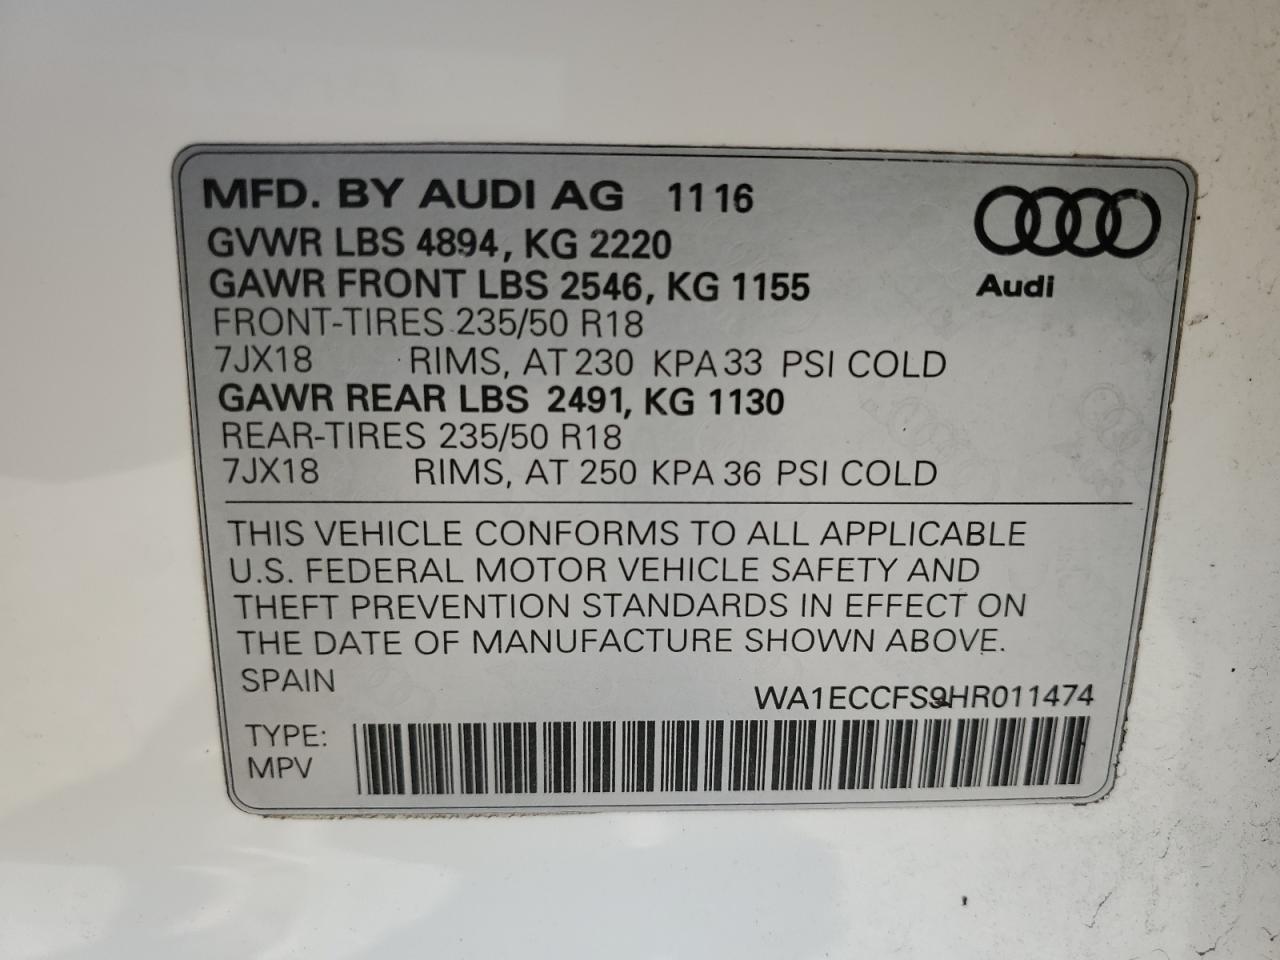 MFD. BY AUDI AG 11 16
GVWR LBS 4894, KG 2220
GAWR FRONT LBS 2546, KG 1155
Audi
FRONT-TIRES 235/50 R18
7JX18 RIMS, AT 230 KPA 33 PSI COLD
GAWR REAR LBS 2491, KG 1130
REAR-TIRES 235/50 R18
7JX18 RIMS, AT 250 KPA 36 PSI COLD
THIS VEHICLE CONFORMS TO ALL APPLICABLE
U.S. FEDERAL MOTOR VEHICLE SAFETY AND
THEFT PREVENTION STANDARDS IN EFFECT ON
THE DATE OF MANUFACTURE SHOWN ABOVE.
SPAIN
WA1ECCFS9HR011474
TYPE:
MPV